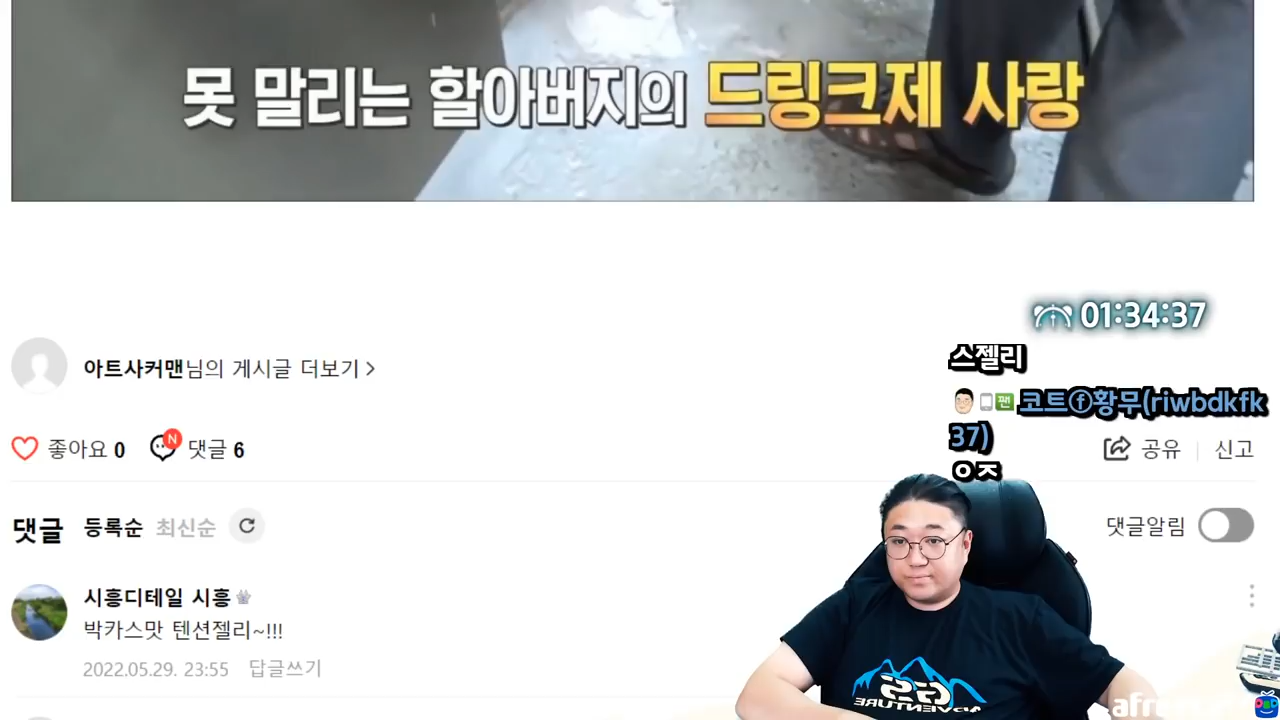 못 말리는 할아버지의 드링크제 사랑
01:34:37
스젤리
아트사커맨님의 게시글 더보기 >
짼 코트ⓕ황무(riwbdkfk
37)
ㅇㅈ
좋아요 0 N 댓글 6
공유 | 신고
댓글 등록순 최신순
댓글알림
시흥디테일 시흥
박카스맛 텐션젤리~!!!
2022.05.29. 23:55 답글쓰기
GS
ADVENTURE